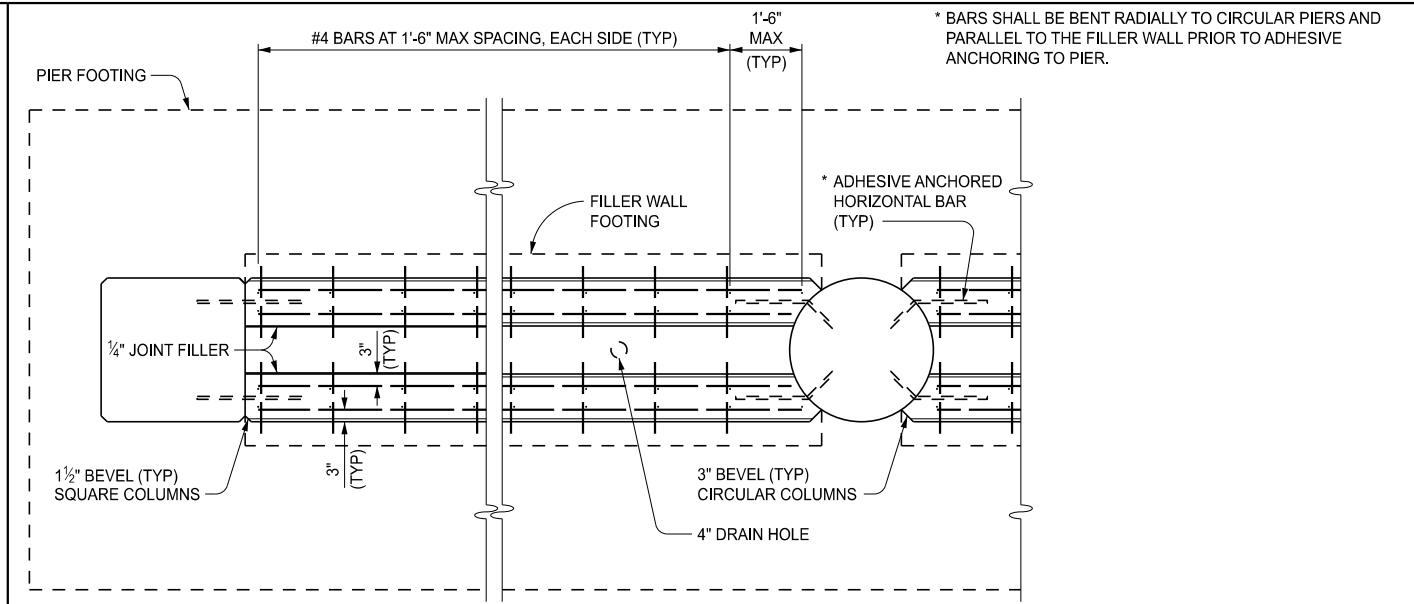 #4 BARS AT 1'-6" MAX SPACING, EACH SIDE (TYP)
1'-6"
MAX
(TYP)
* BARS SHALL BE BENT RADIALLY TO CIRCULAR PIERS AND
PARALLEL TO THE FILLER WALL PRIOR TO ADHESIVE
ANCHORING TO PIER.
PIER FOOTING
FILLER WALL
FOOTING
* ADHESIVE ANCHORED
HORIZONTAL BAR
(TYP)
¼" JOINT FILLER
3"
(TYP)
3"
(TYP)
1½" BEVEL (TYP)
SQUARE COLUMNS
3" BEVEL (TYP)
CIRCULAR COLUMNS
4" DRAIN HOLE